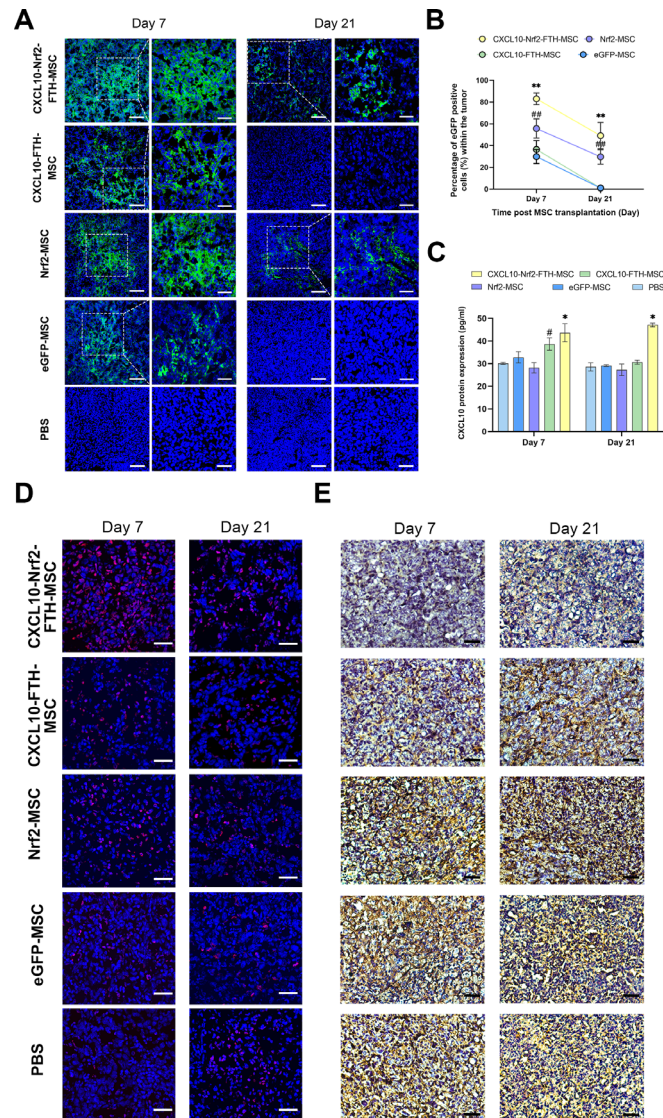 A
Day 7
Day 21
CXCL10-Nrf2-
FTH-MSC
CXCL10-FTH-
MSC
Nrf2-MSC
eGFP-MSC
PBS
B
CXCL10-Nrf2-FTH-MSC
Nrf2-MSC
CXCL10-FTH-MSC
eGFP-MSC
Percentage of eGFP positive
cells (%) within the tumor
100
80
60
40
20
0
**
##
**
##
Day 7
Day 21
Time post MSC transplantation (Day)
C
CXCL10-Nrf2-FTH-MSC
CXCL10-FTH-MSC
Nrf2-MSC
eGFP-MSC
PBS
CXCL10 protein expression (pg/ml)
50
40
30
20
10
0
#
*
*
Day 7
Day 21
D
Day 7
Day 21
CXCL10-Nrf2-
FTH-MSC
CXCL10-FTH-
MSC
Nrf2-MSC
eGFP-MSC
PBS
E
Day 7
Day 21